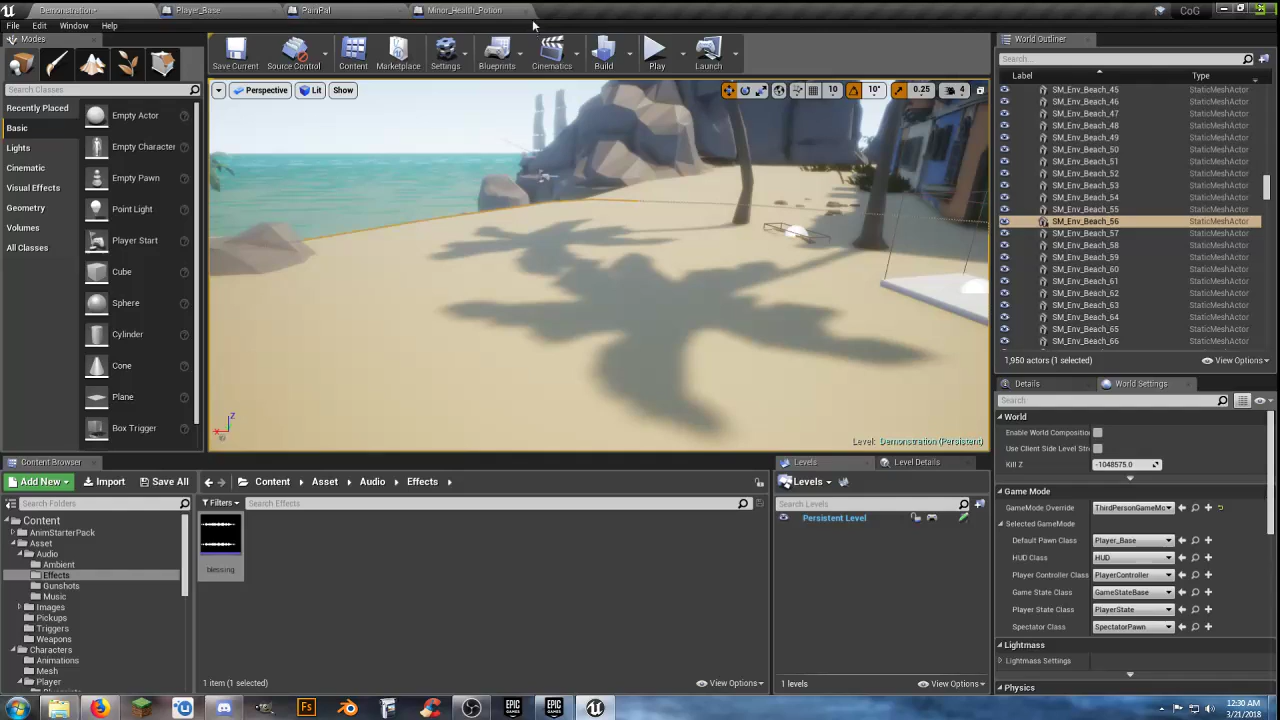 Demonstration*
Player_Base
PainPal
Minor_Health_Potion
CoG
File Edit Window Help
Modes
Search Classes
Recently Placed
Basic
Lights
Cinematic
Visual Effects
Geometry
Volumes
All Classes
Empty Actor
Empty Character
Empty Pawn
Point Light
Player Start
Cube
Sphere
Cylinder
Cone
Plane
Box Trigger
Save Current
Source Control
Content
Marketplace
Settings
Blueprints
Cinematics
Build
Play
Launch
Perspective
Lit
Show
10
10°
0.25
4
Level: Demonstration (Persistent)
World Outliner
Search...
Label Type
SM_Env_Beach_45 StaticMeshActor
SM_Env_Beach_46 StaticMeshActor
SM_Env_Beach_47 StaticMeshActor
SM_Env_Beach_48 StaticMeshActor
SM_Env_Beach_49 StaticMeshActor
SM_Env_Beach_50 StaticMeshActor
SM_Env_Beach_51 StaticMeshActor
SM_Env_Beach_52 StaticMeshActor
SM_Env_Beach_53 StaticMeshActor
SM_Env_Beach_54 StaticMeshActor
SM_Env_Beach_55 StaticMeshActor
SM_Env_Beach_56 StaticMeshActor
SM_Env_Beach_57 StaticMeshActor
SM_Env_Beach_58 StaticMeshActor
SM_Env_Beach_59 StaticMeshActor
SM_Env_Beach_60 StaticMeshActor
SM_Env_Beach_61 StaticMeshActor
SM_Env_Beach_62 StaticMeshActor
SM_Env_Beach_63 StaticMeshActor
SM_Env_Beach_64 StaticMeshActor
SM_Env_Beach_65 StaticMeshActor
SM_Env_Beach_66 StaticMeshActor
1,950 actors (1 selected)
View Options
Details
World Settings
Search
World
Enable World Compositio
Use Client Side Level Str
Kill Z -1048575.0
Game Mode
GameMode Override ThirdPersonGameMo
Selected GameMode
Default Pawn Class Player_Base
HUD Class HUD
Player Controller Class PlayerController
Game State Class GameStateBase
Player State Class PlayerState
Spectator Class SpectatorPawn
Lightmass
Lightmass Settings
Physics
Content Browser
Add New
Import
Save All
Content
Asset
Audio
Effects
Search Folders
Filters
Search Effects
Content
AnimStarterPack
Asset
Audio
Ambient
Effects
Gunshots
Music
Images
Pickups
Triggers
Weapons
Characters
Animations
Mesh
Player
blessing
1 item (1 selected)
View Options
Levels
Level Details
Levels
Search Levels
Persistent Level
1 levels
View Options
Fs
EPIC GAMES
EPIC GAMES
12:30 AM
3/21/2018